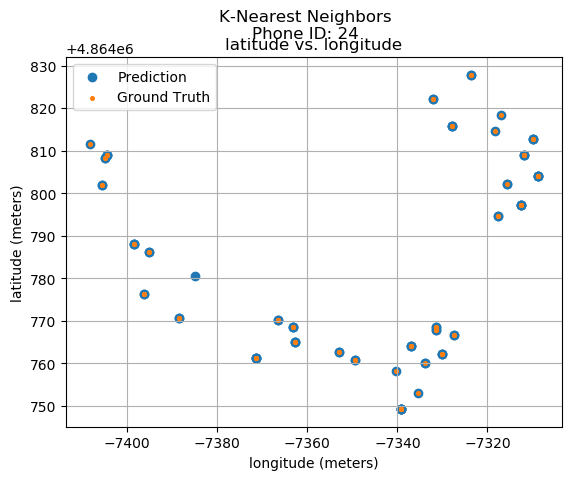 K-Nearest Neighbors
Phone ID: 24
latitude vs. longitude
+4.864e6
Prediction
Ground Truth
830
820
810
800
790
780
770
760
750
latitude (meters)
−7400 −7380 −7360 −7340 −7320
longitude (meters)